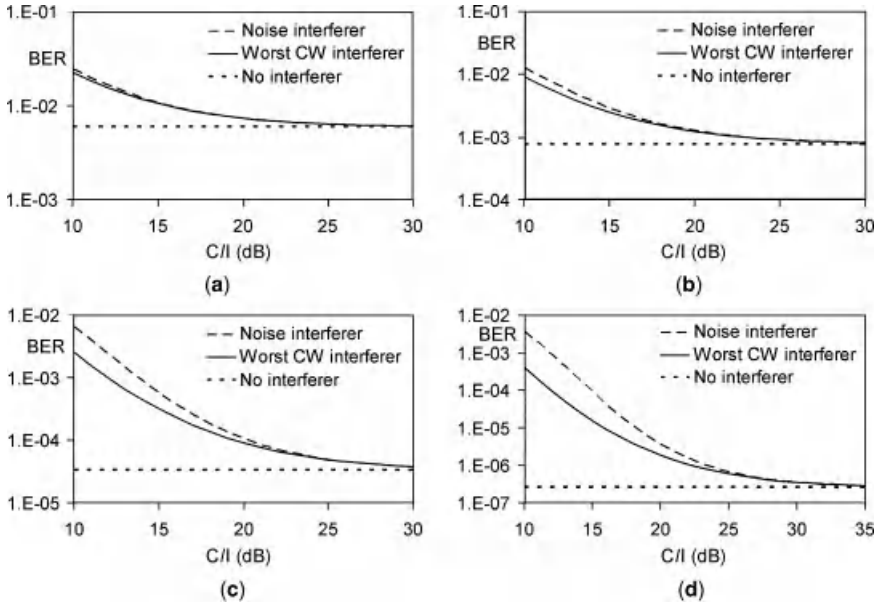 1.E-01
BER
1.E-02
1.E-03
Noise interferer
Worst CW interferer
No interferer
10 15 20 25 30
C/I (dB)
(a)
1.E-01
BER
1.E-02
1.E-03
1.E-04
Noise interferer
Worst CW interferer
No interferer
10 15 20 25 30
C/I (dB)
(b)
1.E-02
BER
1.E-03
1.E-04
1.E-05
Noise interferer
Worst CW interferer
No interferer
10 15 20 25 30
C/I (dB)
(c)
1.E-02
BER
1.E-03
1.E-04
1.E-05
1.E-06
1.E-07
Noise interferer
Worst CW interferer
No interferer
10 15 20 25 30 35
C/I (dB)
(d)